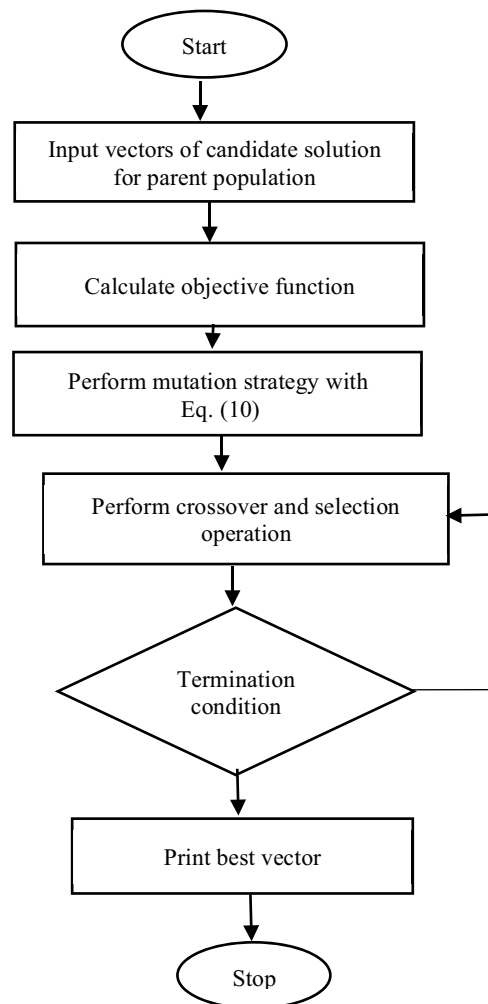 Start
Input vectors of candidate solution
for parent population
Calculate objective function
Perform mutation strategy with
Eq. (10)
Perform crossover and selection
operation
Termination
condition
Print best vector
Stop